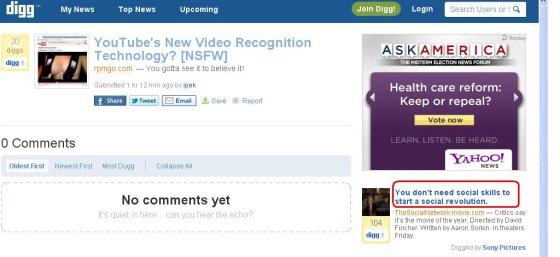 digg
My News Top News Upcoming
Join Digg! Login Search Users or S
20
diggs
digg
YouTube's New Video Recognition
Technology? [NSFW]
rpmgo.com — You gotta see it to believe it!
Submitted 1 hr 12 min ago by ipek
Share Tweet Email Save Report
0 Comments
Oldest First Newest First Most Dugg Collapse All
No comments yet
It's quiet in here ... can you hear the echo?
Replay
ASKAMERICA
THE MIDTERM ELECTION NEWS FORUM
Health care reform:
Keep or repeal?
Vote now
LEARN. LISTEN. BE HEARD.
YAHOO!
NEWS
You don't need social skills to
start a social revolution.
TheSocialNetwork-movie.com — Critics say
it's the movie of the year. Directed by David
Fincher. Written by Aaron Sorkin. In theaters
Friday.
104
digg
DiggAd by Sony Pictures